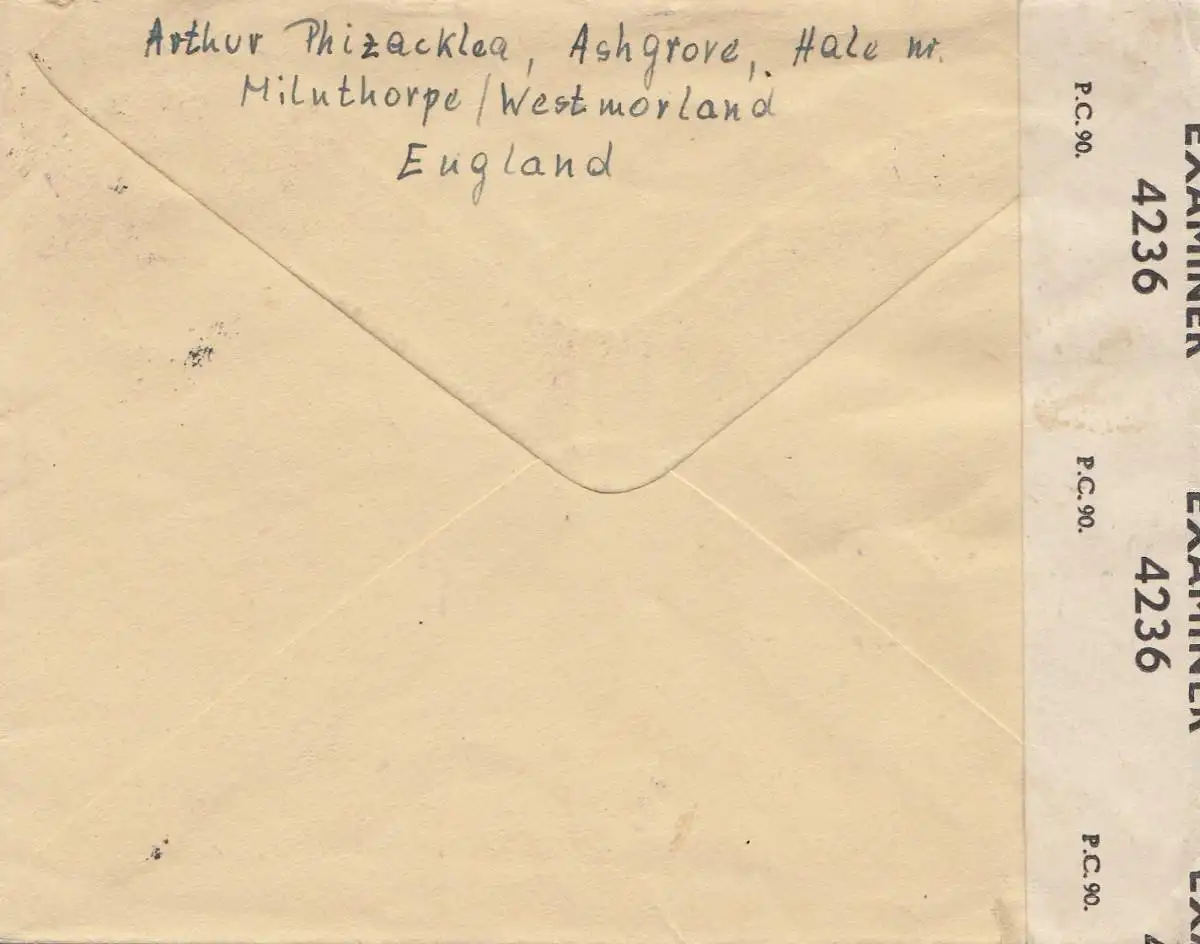 Arthur Phizacklea, Ashgrove, Hale nr.
Milnthorpe / Westmorland
England
P.C. 90.
EXAMINER
4236
P.C. 90.
EXAMINER
4236
P.C. 90.